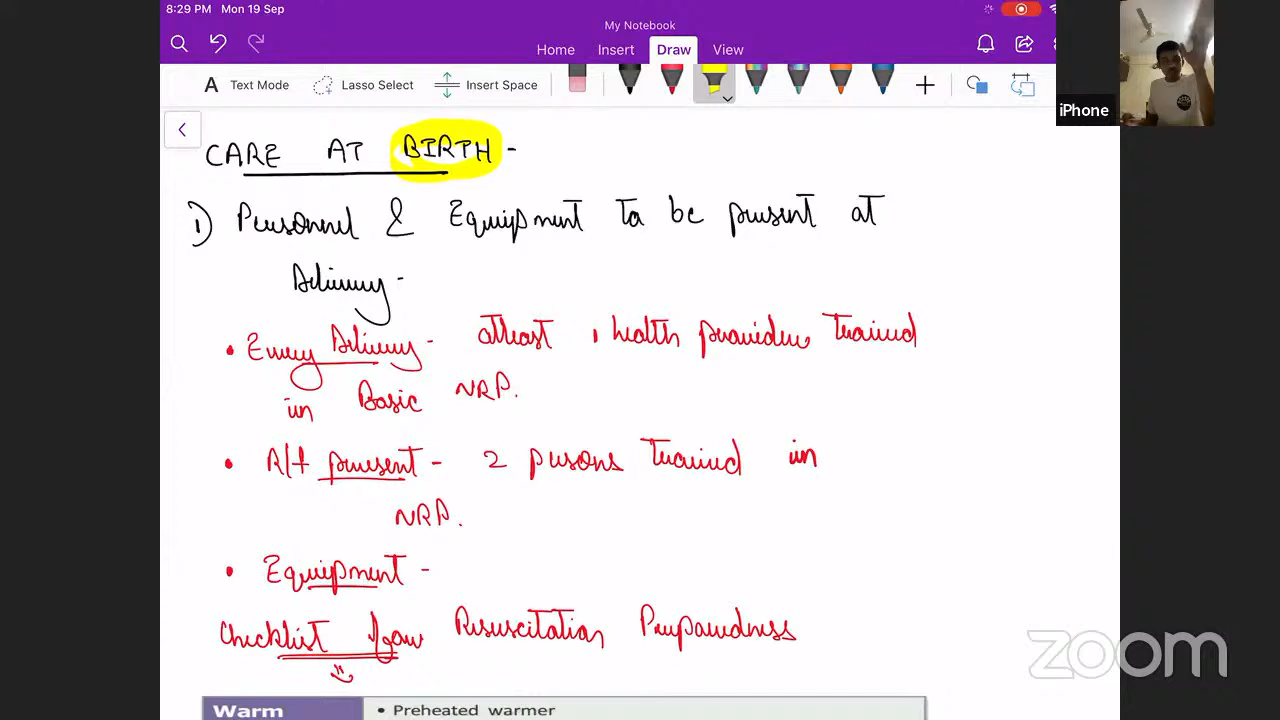 8:29 PM Mon 19 Sep
My Notebook
Home Insert Draw View
Text Mode Lasso Select Insert Space
iPhone
CARE AT BIRTH -
1) Personnel & Equipment to be present at
Delivery -
• Every Delivery - atleast 1 health provider trained
in Basic NRP.
• R/f present - 2 persons trained in
NRP.
• Equipment -
Checklist for Resuscitation Preparedness
zoom
Warm • Preheated warmer